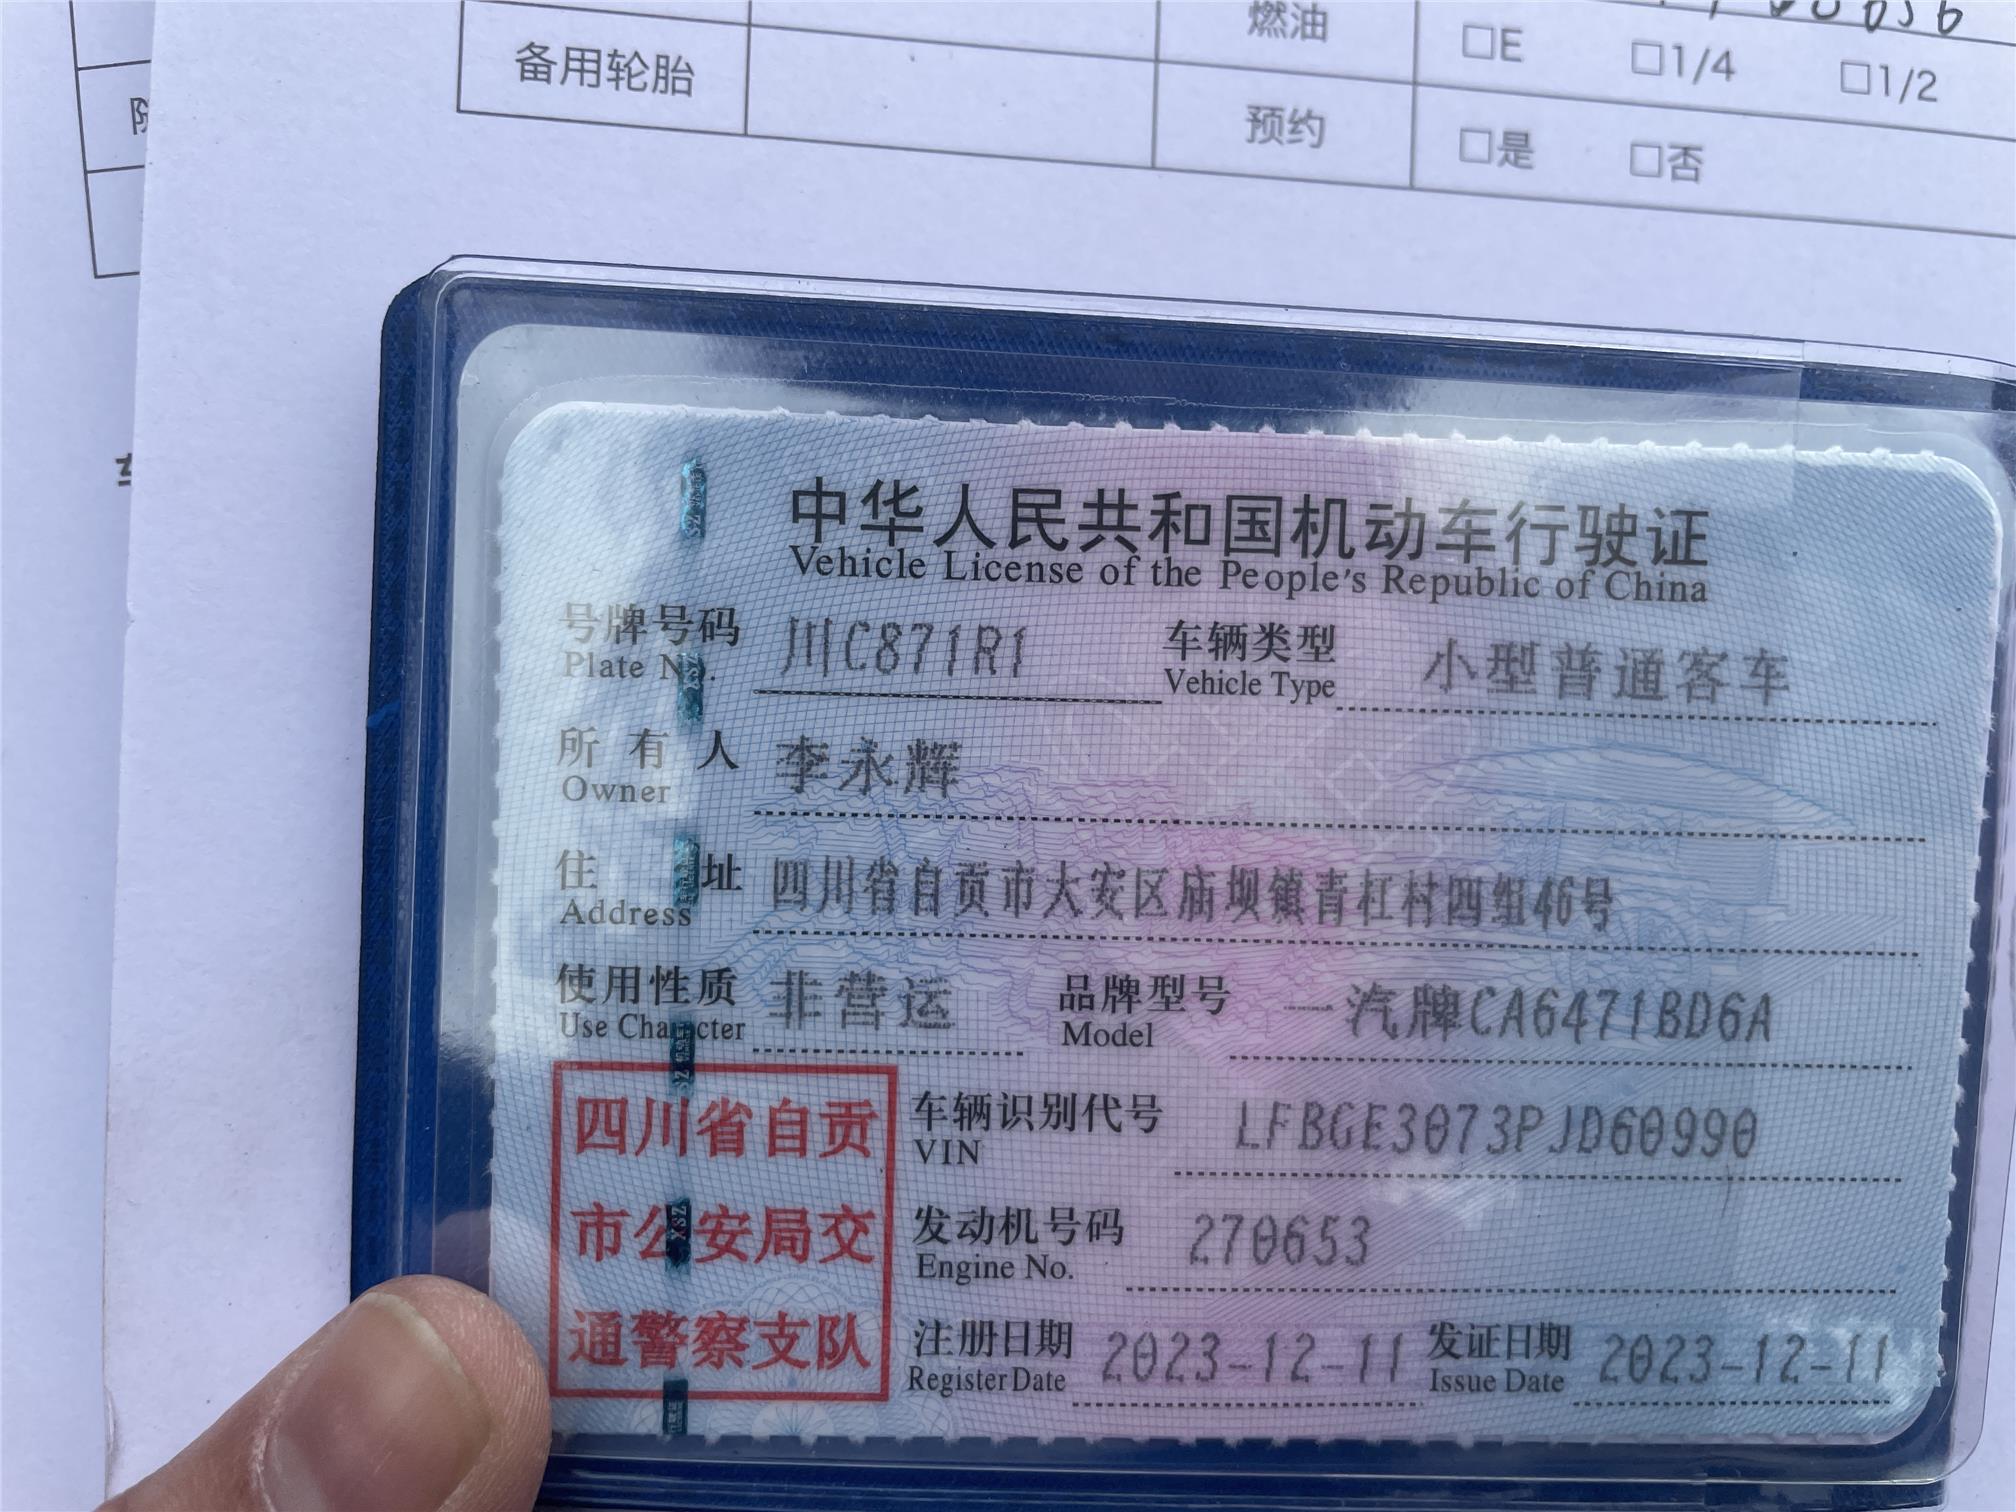 燃油 □E □1/4 □1/2
备用轮胎
预约 □是 □否
中华人民共和国机动车行驶证
Vehicle License of the People's Republic of China
号牌号码 川C871R1 车辆类型 小型普通客车
Plate No. Vehicle Type
所有人 李永辉
Owner
住址 四川省自贡市大安区庙坝镇青杠村四组46号
Address
使用性质 非营运 品牌型号 一汽牌CA6471BD6A
Use Character Model
四川省自贡
市公安局交
通警察支队
车辆识别代号 LFBGE3073PJD60990
VIN
发动机号码 270653
Engine No.
注册日期 2023-12-11 发证日期 2023-12-11
Register Date Issue Date